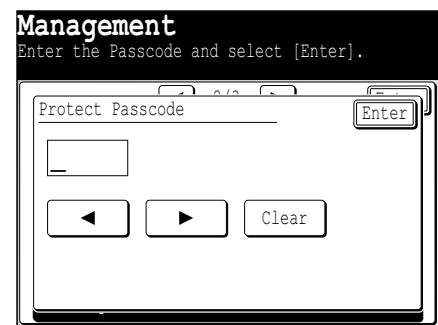 Management
Enter the Passcode and select [Enter].
Protect Passcode
Enter
_
◄ ► Clear